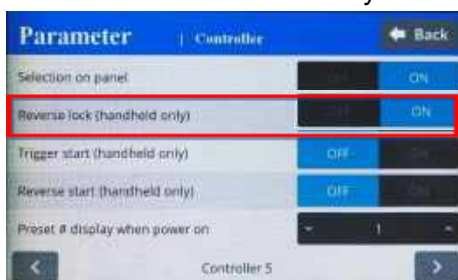 Parameter | Controller Back
Selection on panel ON
Reverse lock (handheld only) ON
Trigger start (handheld only) OFF
Reverse start (handheld only) OFF
Preset # display when power on 1
Controller 5